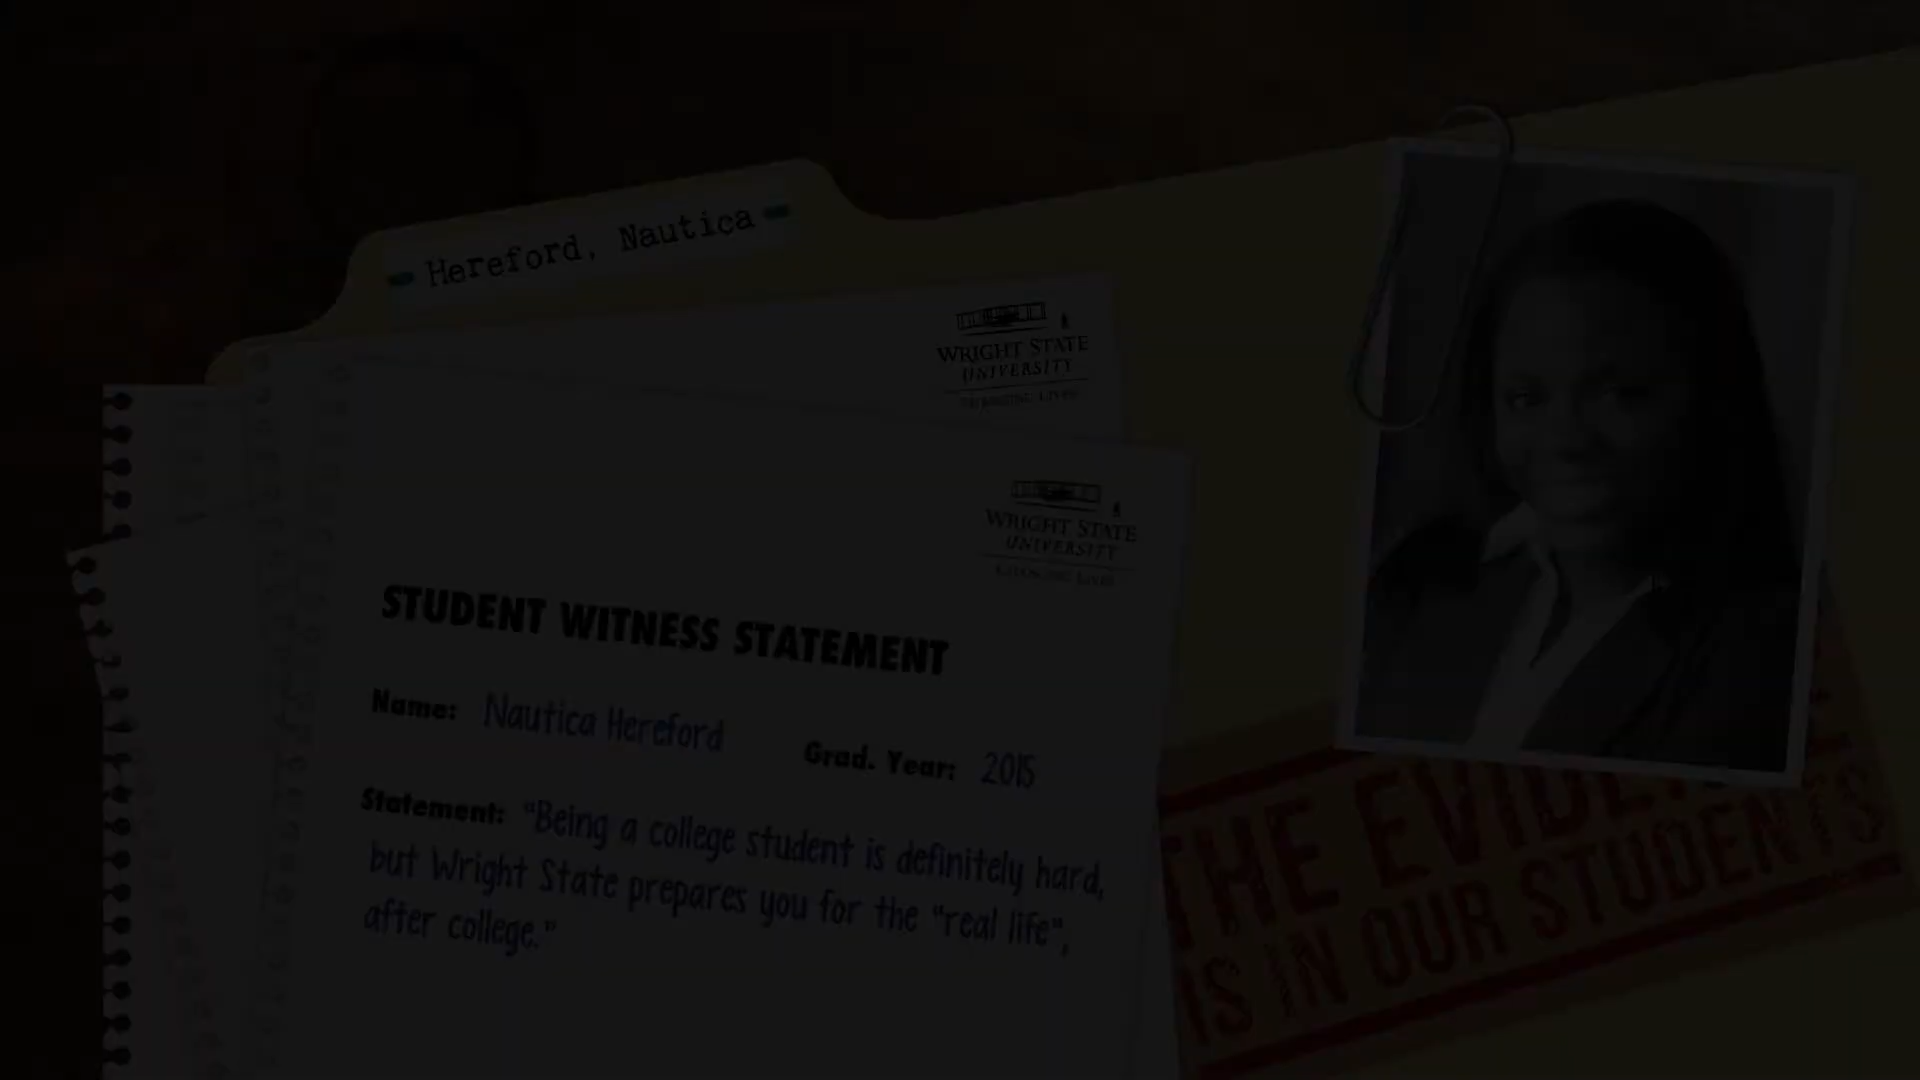 Hereford, Nautica
WRIGHT STATE
UNIVERSITY
WRIGHT STATE
UNIVERSITY
STUDENT WITNESS STATEMENT
Name: Nautica Hereford
Grad. Year: 2015
Statement: "Being a college student is definitely hard,
but Wright State prepares you for the "real life",
after college."
THE
IS IN OUR STUDENTS